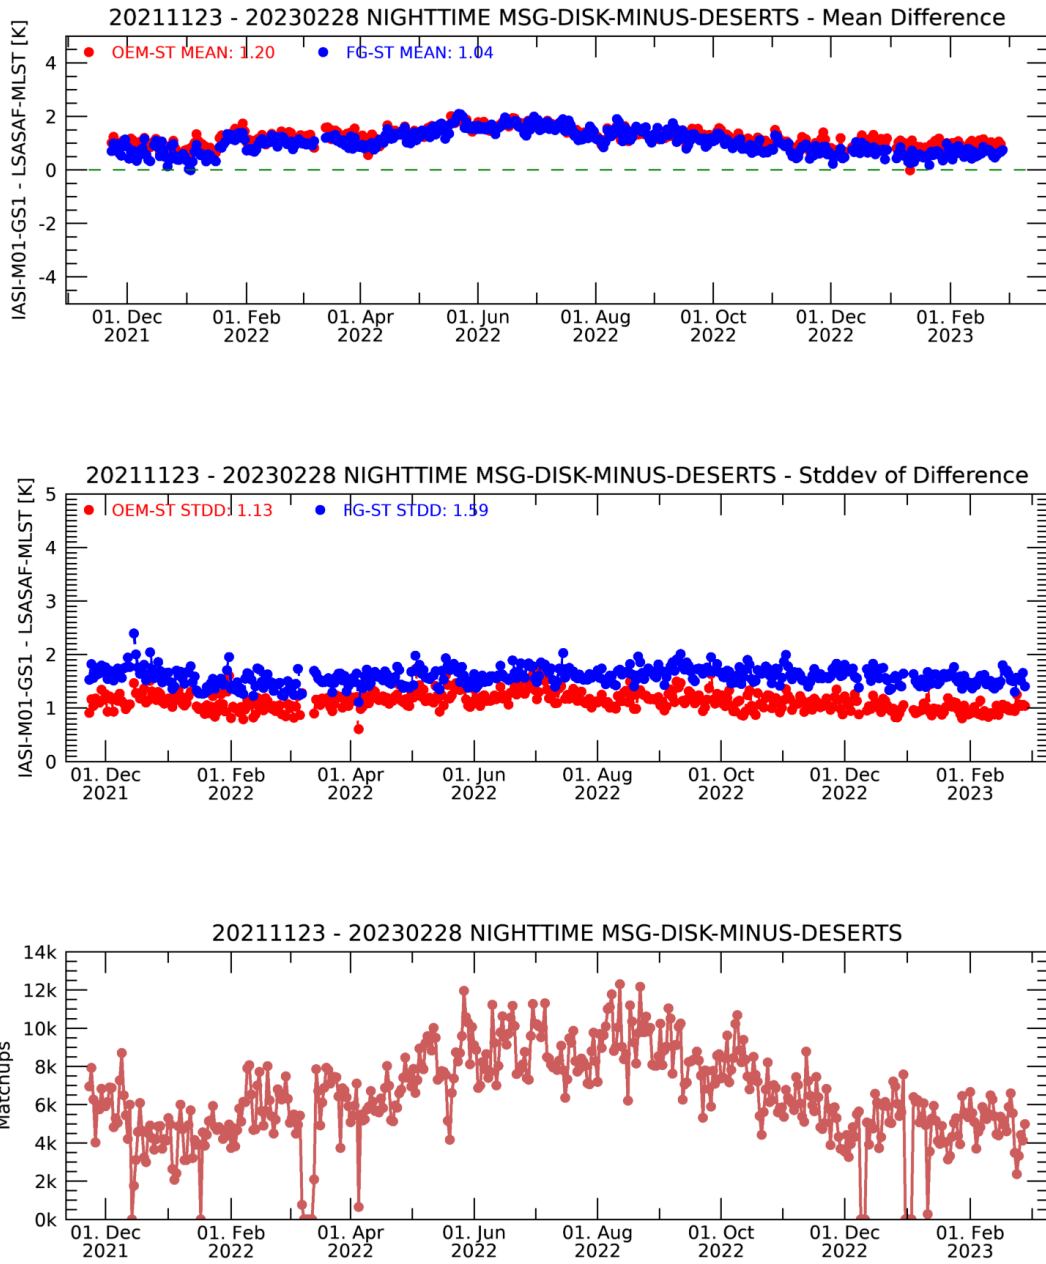 20211123 - 20230228 NIGHTTIME MSG-DISK-MINUS-DESERTS - Mean Difference
IASI-M01-GS1 - LSASAF-MLST [K]
OEM-ST MEAN: 1.20 FG-ST MEAN: 1.04
4
2
0
-2
-4
01. Dec 01. Feb 01. Apr 01. Jun 01. Aug 01. Oct 01. Dec 01. Feb
2021 2022 2022 2022 2022 2022 2022 2023
20211123 - 20230228 NIGHTTIME MSG-DISK-MINUS-DESERTS - Stddev of Difference
IASI-M01-GS1 - LSASAF-MLST [K]
5
OEM-ST STDD: 1.13 FG-ST STDD: 1.59
4
3
2
1
0
01. Dec 01. Feb 01. Apr 01. Jun 01. Aug 01. Oct 01. Dec 01. Feb
2021 2022 2022 2022 2022 2022 2022 2023
20211123 - 20230228 NIGHTTIME MSG-DISK-MINUS-DESERTS
Matchups
14k
12k
10k
8k
6k
4k
2k
0k
01. Dec 01. Feb 01. Apr 01. Jun 01. Aug 01. Oct 01. Dec 01. Feb
2021 2022 2022 2022 2022 2022 2022 2023